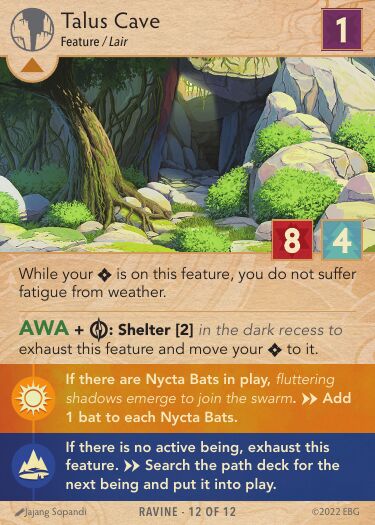 Talus Cave
1
Feature / Lair
8 4
While your is on this feature, you do not suffer
fatigue from weather.
AWA + : Shelter [2] in the dark recess to
exhaust this feature and move your to it.
If there are Nycta Bats in play, fluttering
shadows emerge to join the swarm. Add
1 bat to each Nycta Bats.
If there is no active being, exhaust this
feature. Search the path deck for the
next being and put it into play.
Jajang Sopandi RAVINE · 12 OF 12 ©2022 EBG